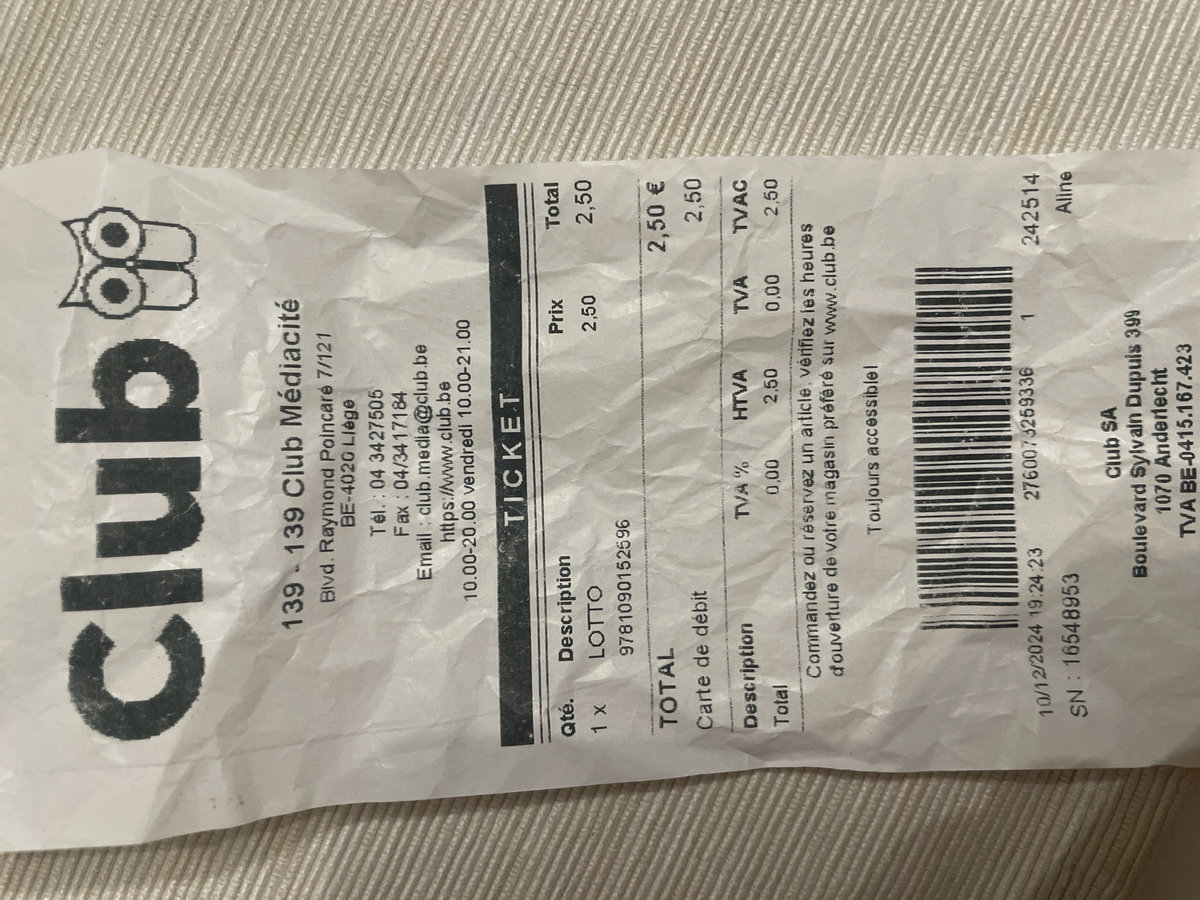 Club
139 - 139 Club Médiacité
Blvd. Raymond Poincaré 7/121
BE-4020 Liège
Tél. : 04 3427505
Fax : 04/3417184
Email : club.media@club.be
https://www.club.be
10.00-20.00 vendredi 10.00-21.00
TICKET
Qté. Description Prix Total
1 x LOTTO 2,50 2,50
9781090152596
TOTAL 2,50 €
Carte de débit 2,50
Description TVA % HTVA TVA TVAC
Total 0,00 2,50 0,00 2,50
Commandez ou réservez un article, vérifiez les heures
d'ouverture de votre magasin préféré sur www.club.be
Toujours accessible!
10/12/2024 19:24:23 2760073259336 1 242514
SN : 16548953 Aline
Club SA
Boulevard Sylvain Dupuis 399
1070 Anderlecht
TVA BE-0415.167.423